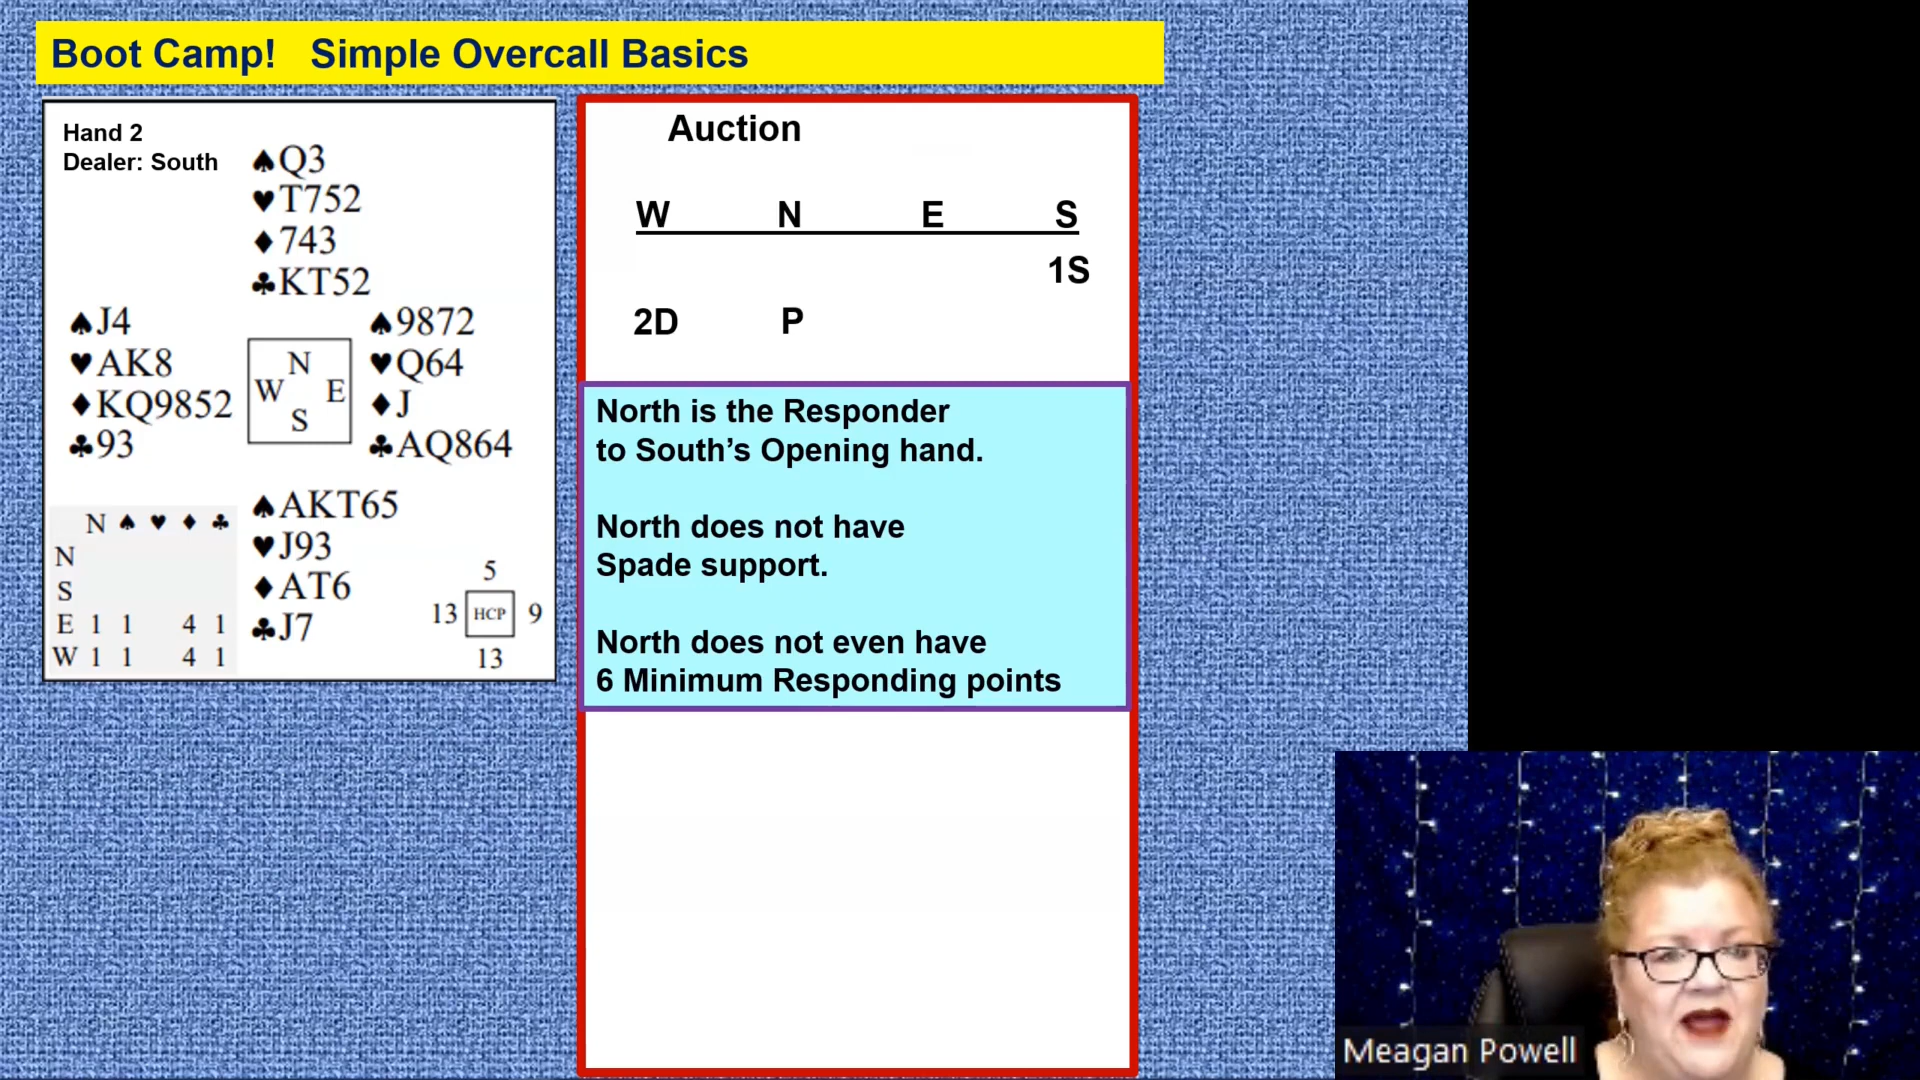 Boot Camp! Simple Overcall Basics
Hand 2
Dealer: South
♠Q3
♥T752
♦743
♣KT52
♠J4
♥AK8
♦KQ9852
♣93
N
W E
S
♠9872
♥Q64
♦J
♣AQ864
♠AKT65
♥J93
♦AT6
♣J7
N ♠ ♥ ♦ ♣
N
S
E 1 1 4 1
W 1 1 4 1
5
13 HCP 9
13
Auction
W N E S
1S
2D P
North is the Responder
to South’s Opening hand.
North does not have
Spade support.
North does not even have
6 Minimum Responding points
Meagan Powell